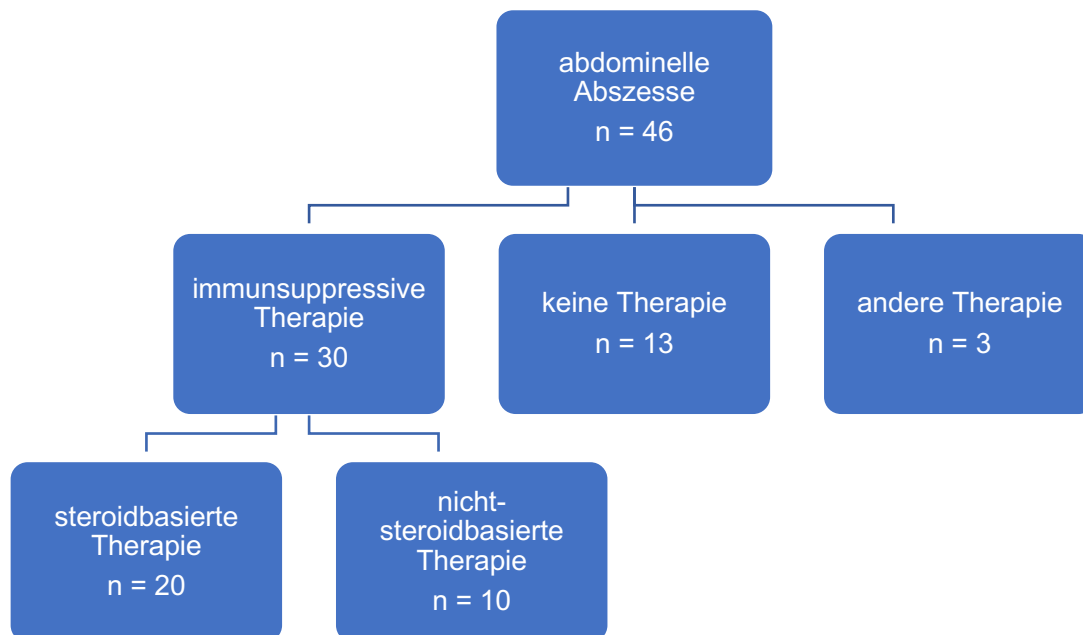 abdominelle
Abszesse
n = 46
immunsuppressive
Therapie
n = 30
keine Therapie
n = 13
andere Therapie
n = 3
steroidbasierte
Therapie
n = 20
nicht-
steroidbasierte
Therapie
n = 10